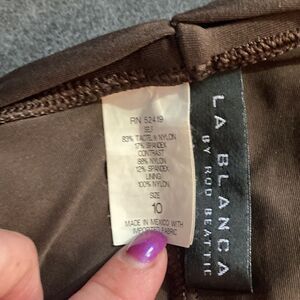 RN 52419
SELF
83% TACTEL® NYLON
17% SPANDEX
CONTRAST
88% NYLON
12% SPANDEX
LINING
100% NYLON
SIZE
10
MADE IN MEXICO WITH
IMPORTED FABRIC
LA BLANCA
BY ROD BEATTIE